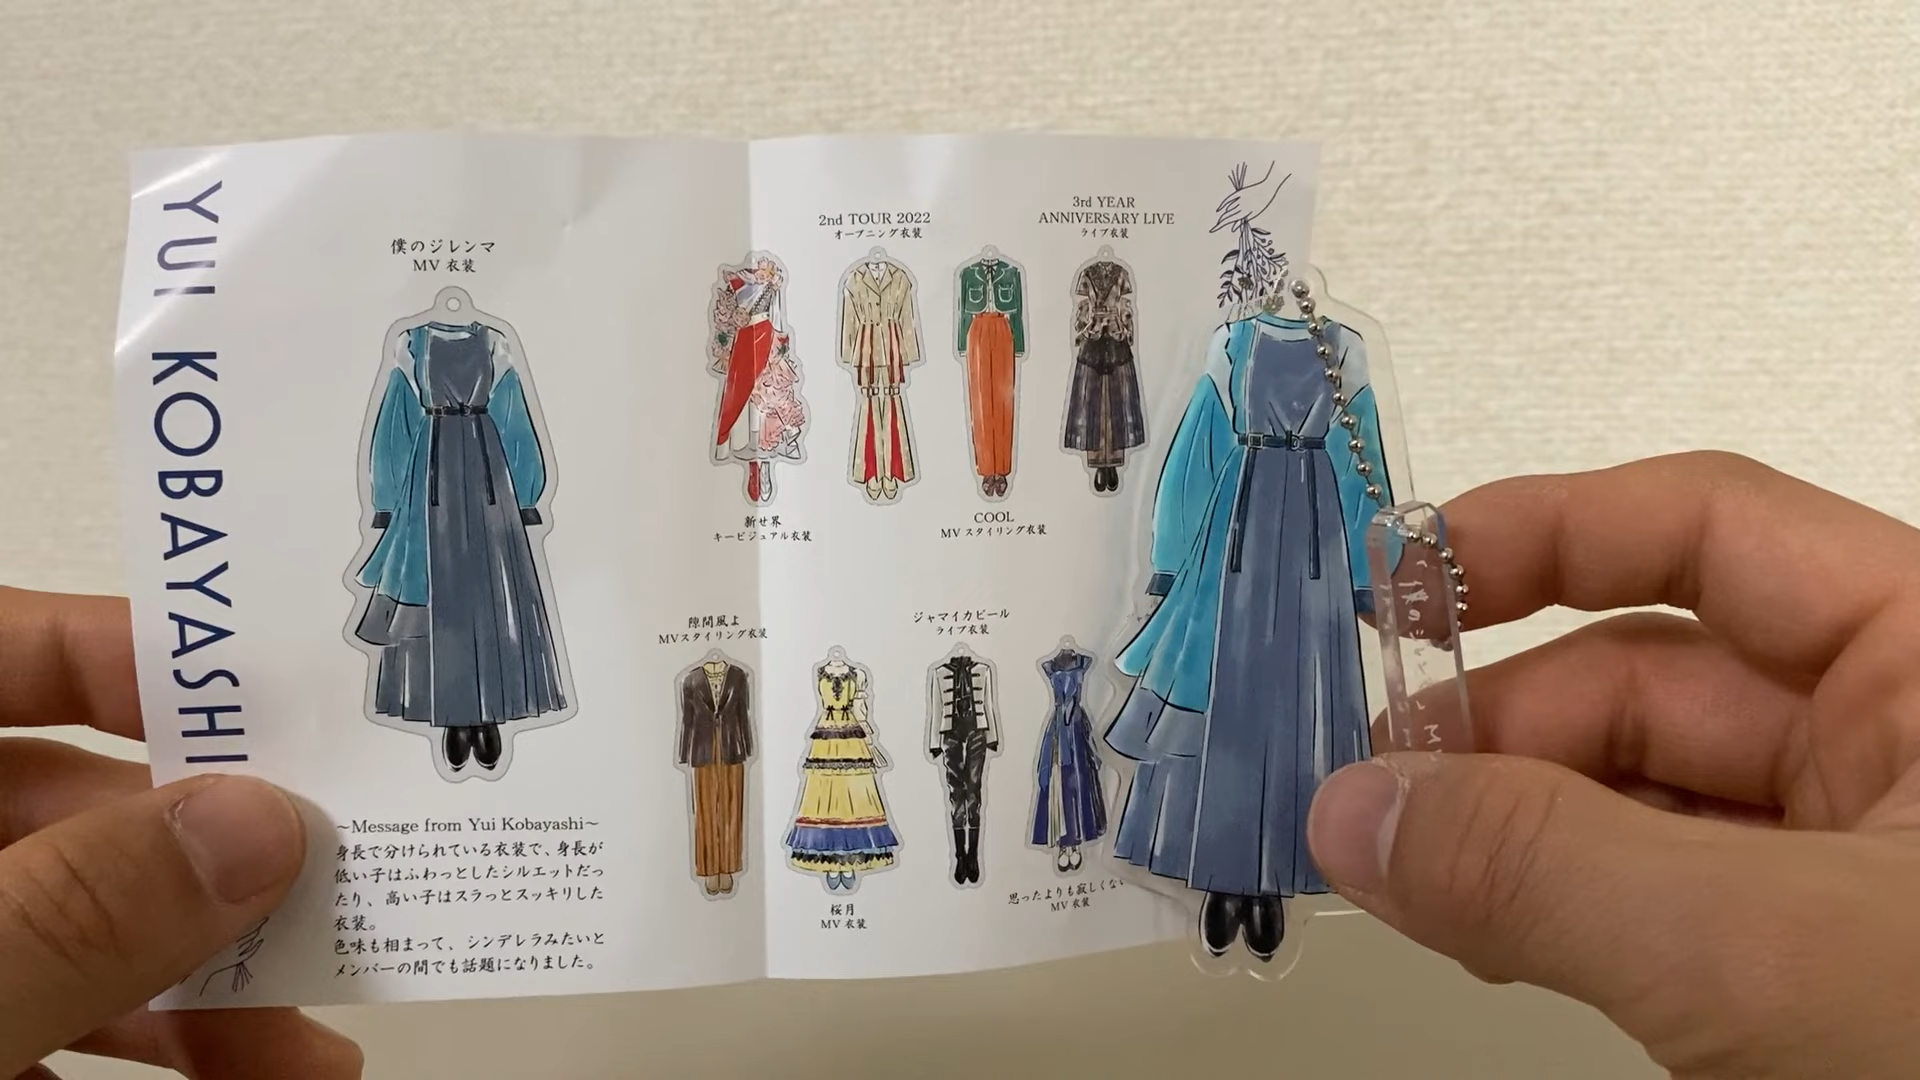 YUI KOBAYASHI
僕のジレンマ
MV 衣装
~Message from Yui Kobayashi~
身長で分けられている衣装で、身長が
低い子はふわっとしたシルエットだっ
たり、高い子はスラっとスッキリした
衣装。
色味も相まって、シンデレラみたいと
メンバーの間でも話題になりました。
2nd TOUR 2022
オープニング衣装
3rd YEAR
ANNIVERSARY LIVE
ライブ衣装
新せ界
キービジュアル衣装
COOL
MV スタイリング衣装
隙間風よ
MVスタイリング衣装
ジャマイカビール
ライブ衣装
桜月
MV 衣装
思ったよりも寂しくない
MV 衣装